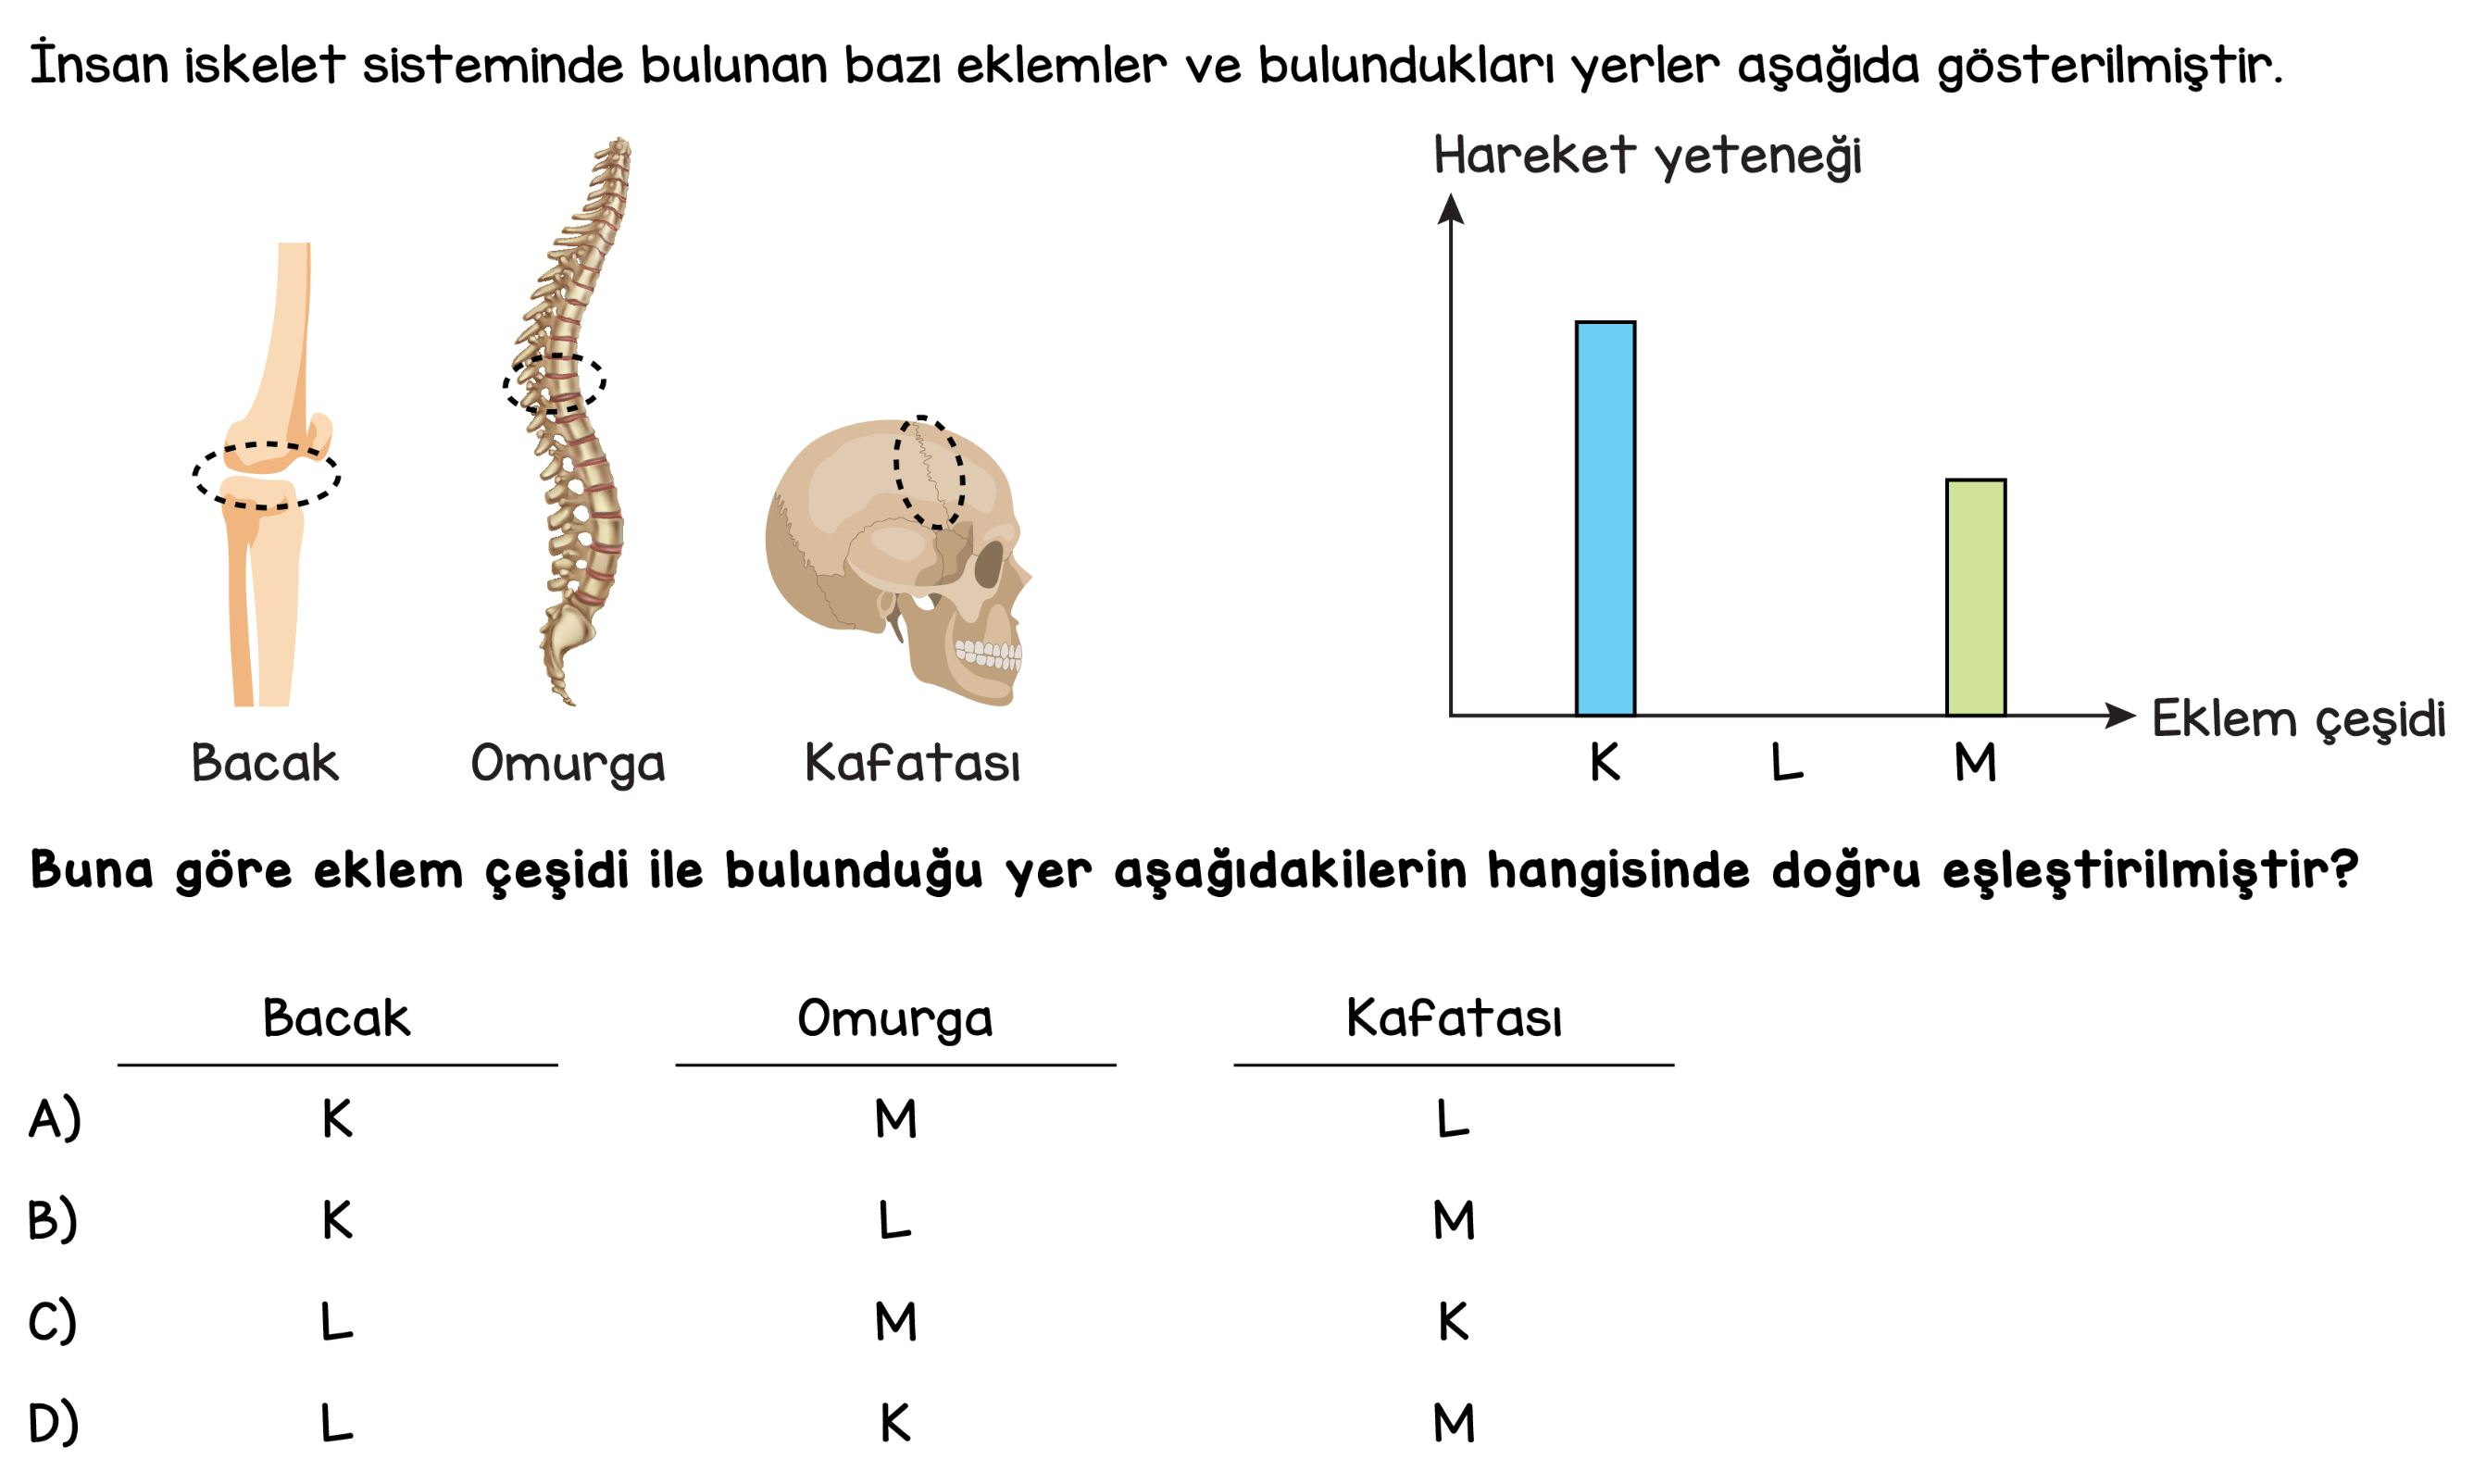 İnsan iskelet sisteminde bulunan bazı eklemler ve bulundukları yerler aşağıda gösterilmiştir.
Hareket yeteneği
Eklem çeşidi
K L M
Bacak Omurga Kafatası
Buna göre eklem çeşidi ile bulunduğu yer aşağıdakilerin hangisinde doğru eşleştirilmiştir?
Bacak Omurga Kafatası
A) K M L
B) K L M
C) L M K
D) L K M